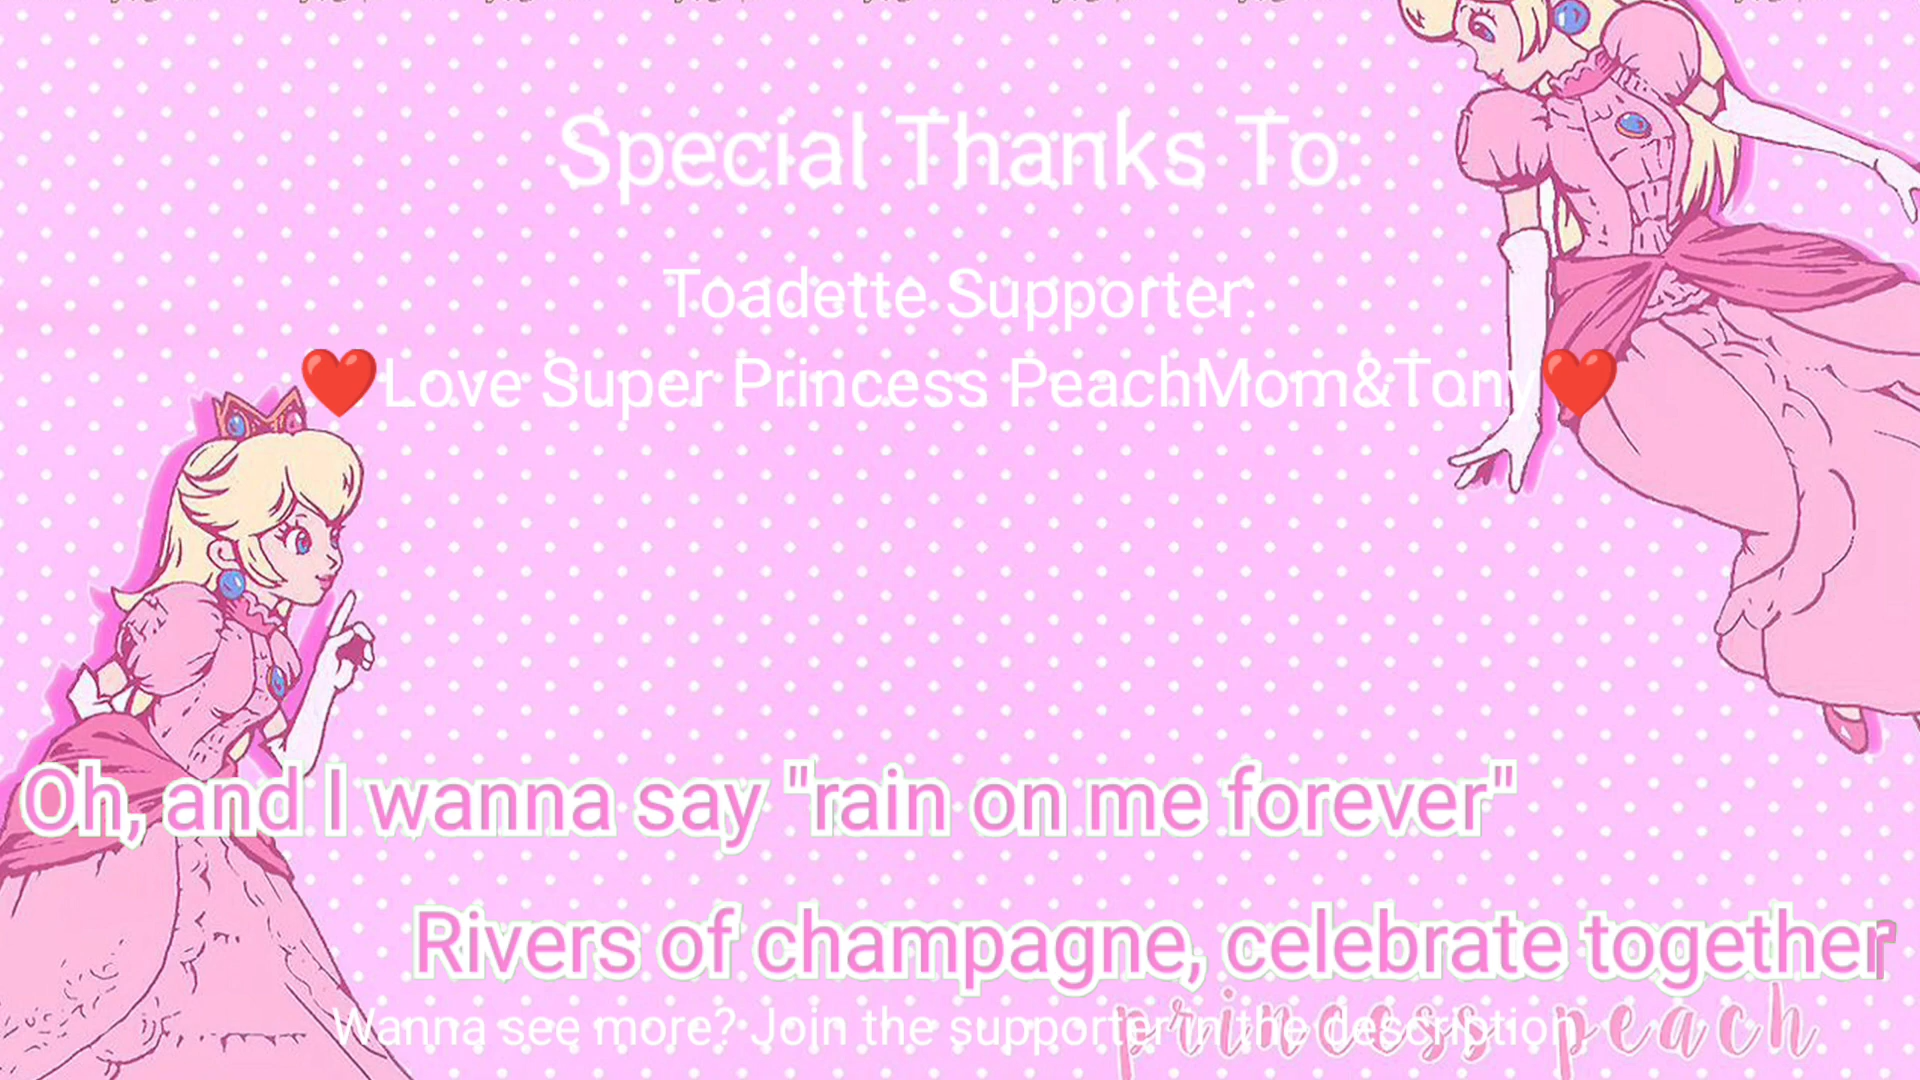 Special Thanks To:
Toadette Supporter:
❤️Love Super Princess PeachMom&Tony❤️
Oh, and I wanna say "rain on me forever"
Rivers of champagne, celebrate together
Wanna see more? Join the supporter in the description
princess peach